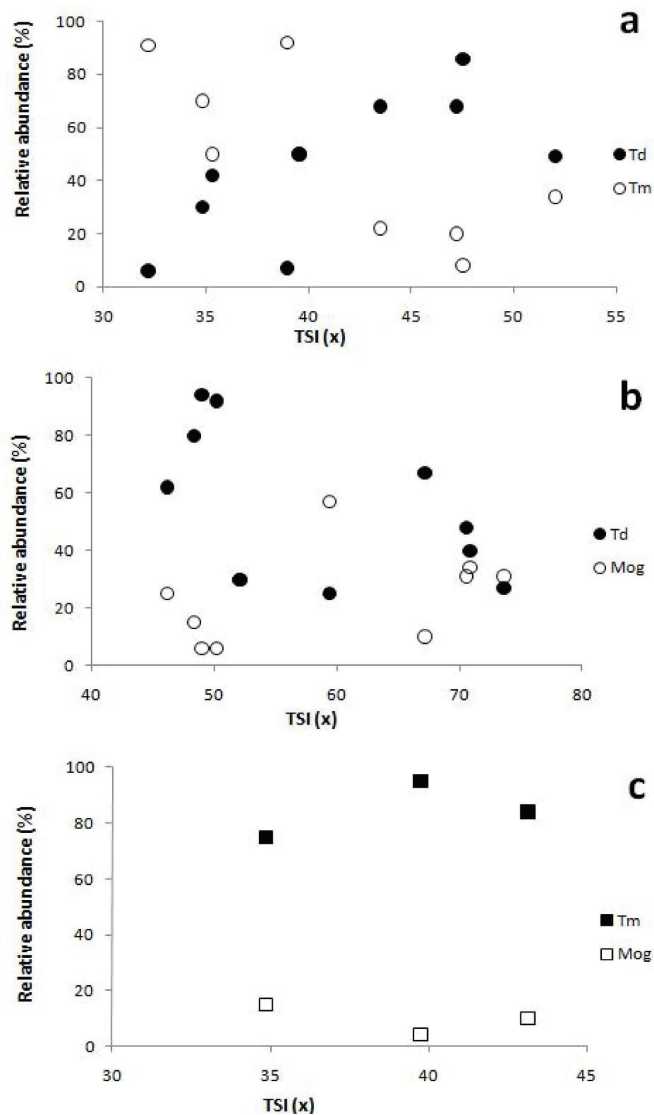 a
Relative abundance (%)
100
80
60
40
20
0
30 35 40 45 50 55
TSI (x)
Td
Tm
b
Relative abundance (%)
100
80
60
40
20
0
40 50 60 70 80
TSI (x)
Td
Mog
c
Relative abundance (%)
100
80
60
40
20
0
30 35 40 45
TSI (x)
Tm
Mog